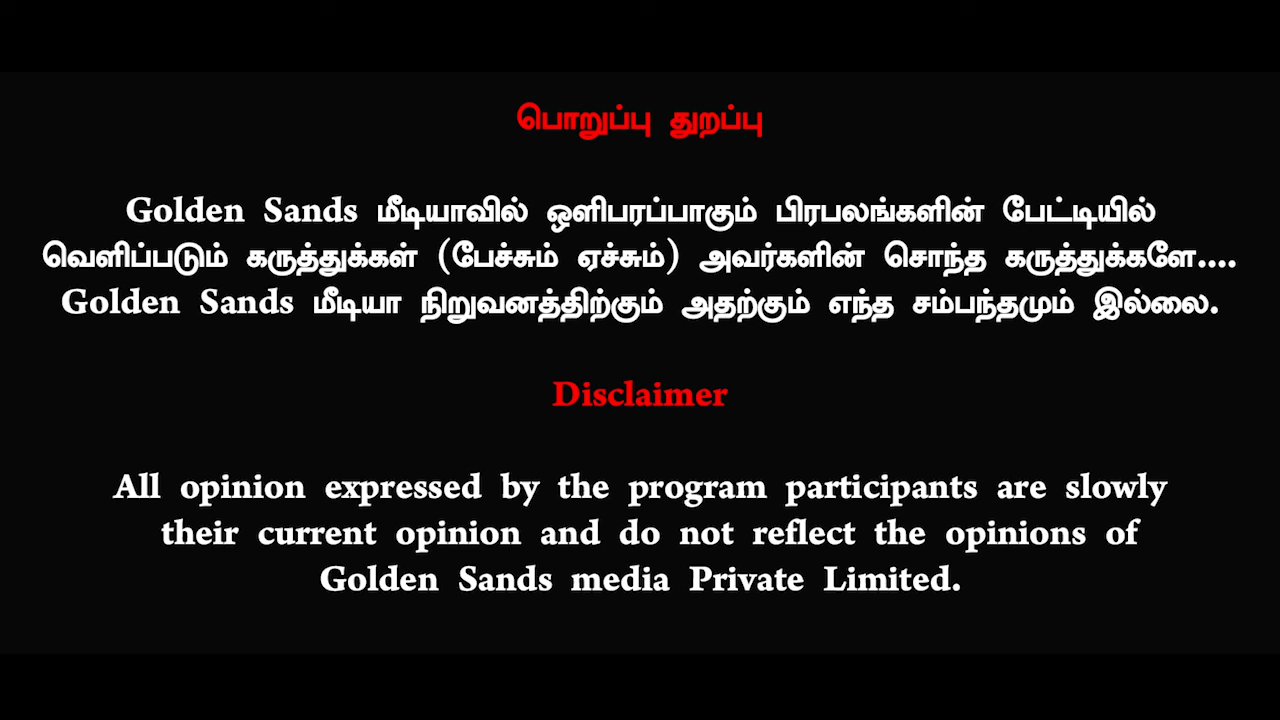 பொறுப்பு துறப்பு
Golden Sands மீடியாவில் ஒளிபரப்பாகும் பிரபலங்களின் பேட்டியில்
வெளிப்படும் கருத்துக்கள் (பேச்சும் ஏச்சும்) அவர்களின் சொந்த கருத்துக்களே....
Golden Sands மீடியா நிறுவனத்திற்கும் அதற்கும் எந்த சம்பந்தமும் இல்லை.
Disclaimer
All opinion expressed by the program participants are slowly
their current opinion and do not reflect the opinions of
Golden Sands media Private Limited.